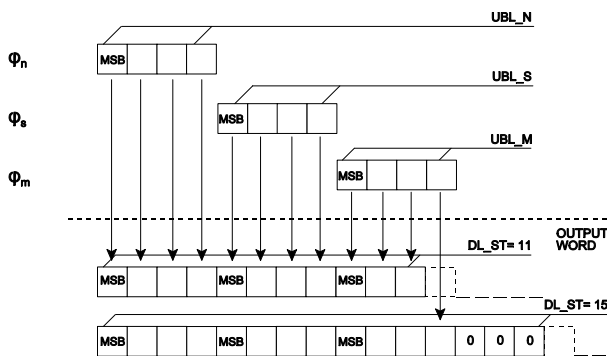 UBL_N
φn MSB
UBL_S
φs MSB
UBL_M
φm MSB
OUTPUT
WORD
DL_ST= 11
MSB MSB MSB
DL_ST= 15
MSB MSB MSB 0 0 0